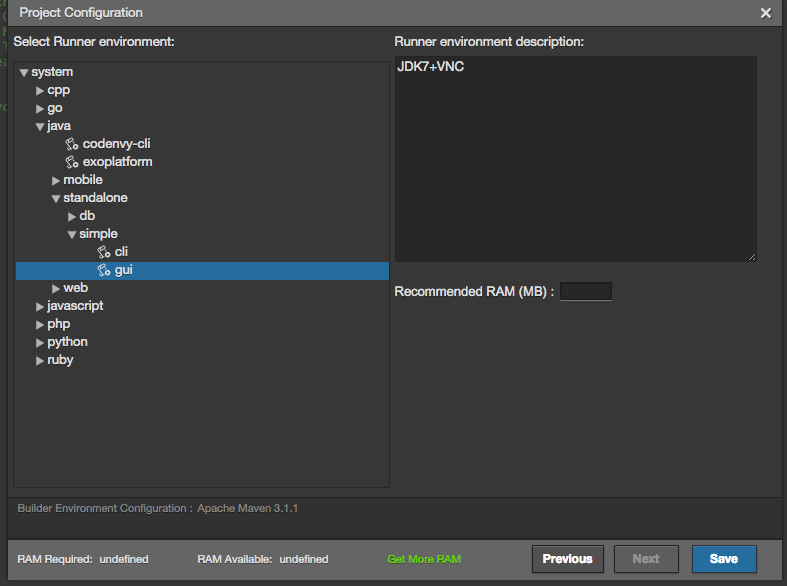 Project Configuration
Select Runner environment:
system
cpp
go
java
codenvy-cli
exoplatform
mobile
standalone
db
simple
cli
gui
web
javascript
php
python
ruby
Runner environment description:
JDK7+VNC
Recommended RAM (MB) :
Builder Environment Configuration : Apache Maven 3.1.1
RAM Required: undefined
RAM Available: undefined
Get More RAM
Previous
Next
Save